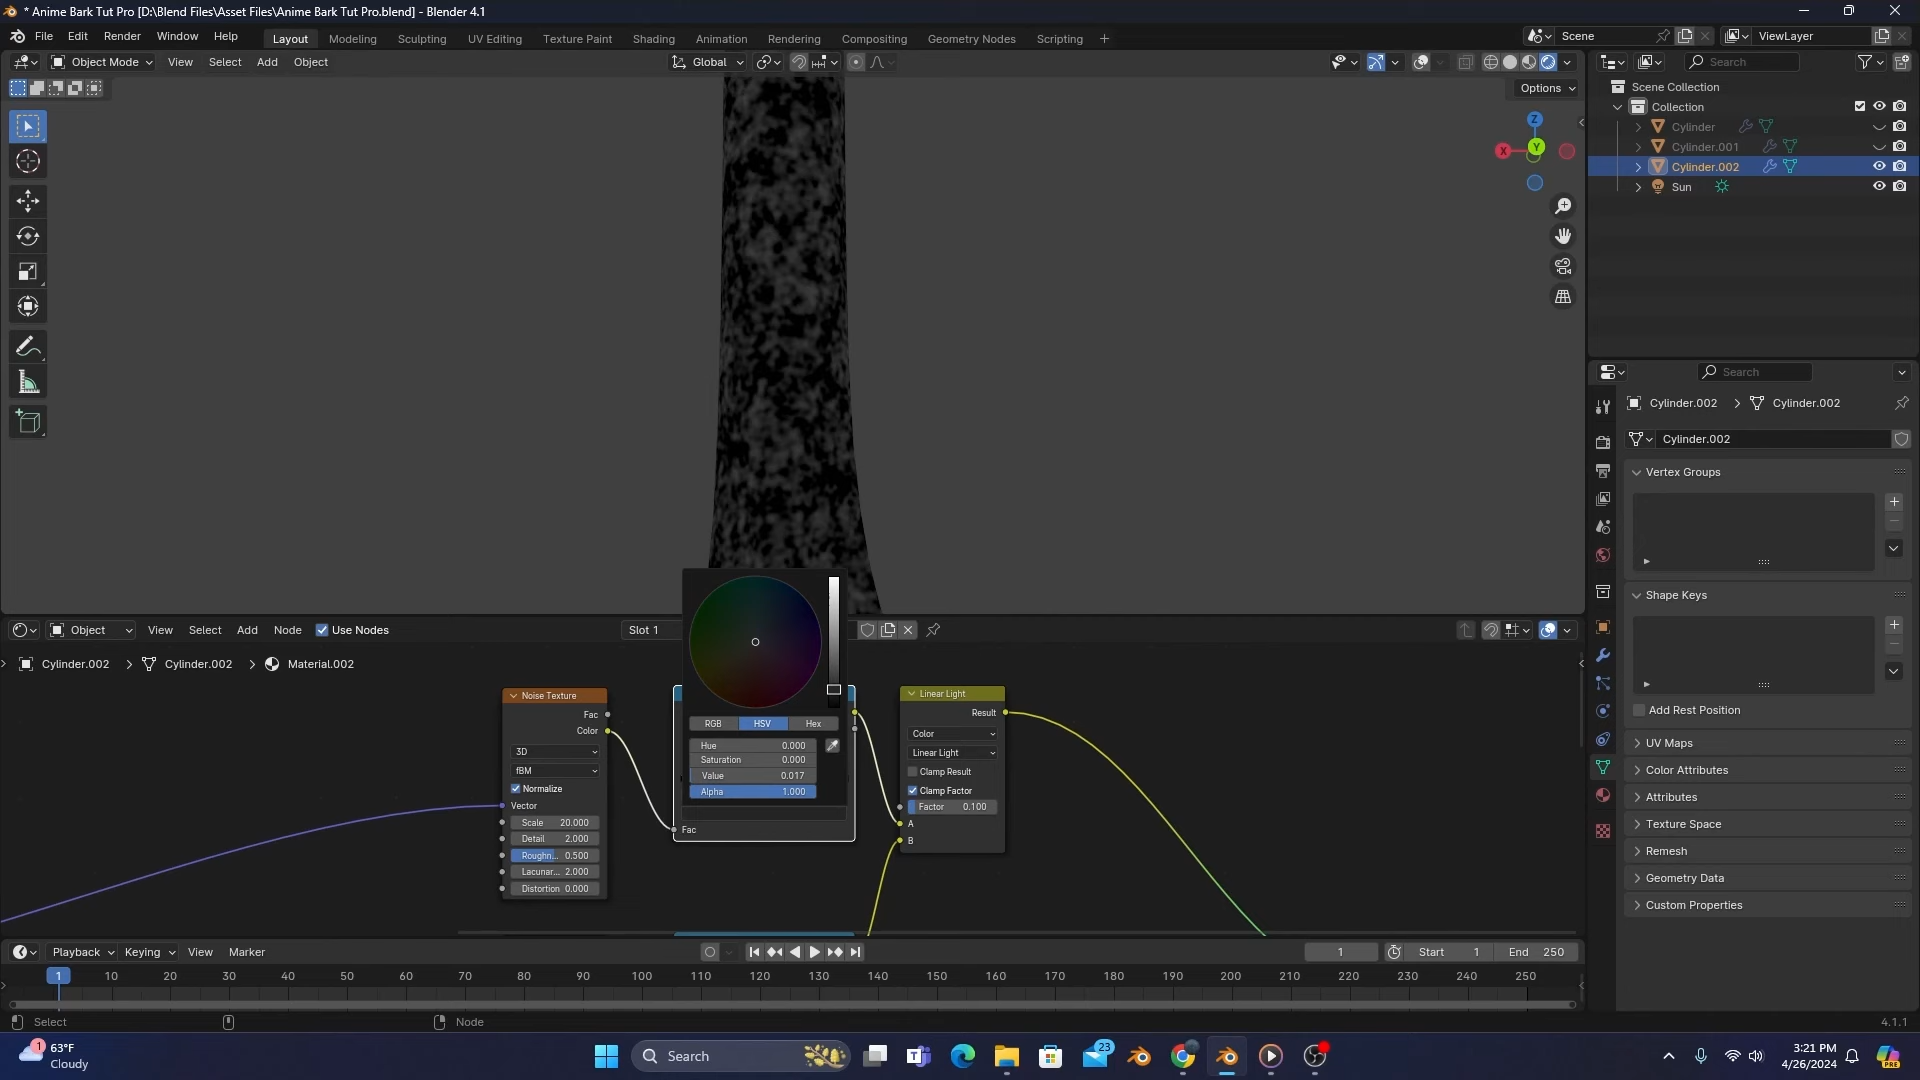 * Anime Bark Tut Pro [D:\Blend Files\Asset Files\Anime Bark Tut Pro.blend] - Blender 4.1
File Edit Render Window Help
Layout Modeling Sculpting UV Editing Texture Paint Shading Animation Rendering Compositing Geometry Nodes Scripting +
Scene
ViewLayer
Object Mode View Select Add Object
Global
Search
Options
Scene Collection
Collection
Cylinder
Cylinder.001
Cylinder.002
Sun
Z
X
Y
Search
Cylinder.002 > Cylinder.002
Cylinder.002
Vertex Groups
Shape Keys
Add Rest Position
UV Maps
Color Attributes
Attributes
Texture Space
Remesh
Geometry Data
Custom Properties
Object View Select Add Node Use Nodes
Slot 1
Cylinder.002 > Cylinder.002 > Material.002
Noise Texture
Fac
Color
3D
fBM
Normalize
Vector
Scale 20.000
Detail 2.000
Roughn... 0.500
Lacunar... 2.000
Distortion 0.000
RGB HSV Hex
Hue 0.000
Saturation 0.000
Value 0.017
Alpha 1.000
Fac
Linear Light
Result
Color
Linear Light
Clamp Result
Clamp Factor
Factor 0.100
A
B
Playback Keying View Marker
1
Start 1
End 250
1 10 20 30 40 50 60 70 80 90 100 110 120 130 140 150 160 170 180 190 200 210 220 230 240 250
Select
Node
4.1.1
1
63°F
Cloudy
Search
23
3:21 PM
4/26/2024
PRE